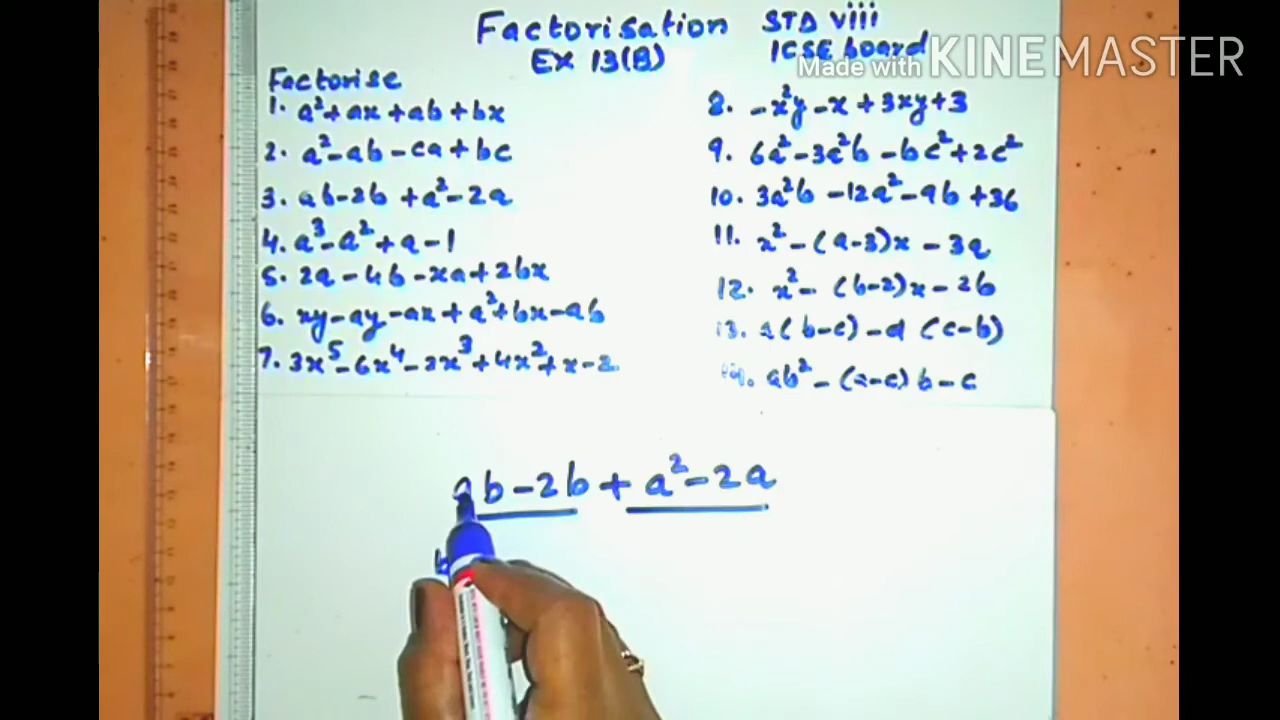 Factorisation STD viii
EX 13(B) ICSE board
Made with KINEMASTER
Factorise
1. a²+ax+ab+bx
2. a²-ab-ca+bc
3. ab-2b+a²-2a
4. a³-a²+a-1
5. 2a-4b-xa+2bx
6. xy-ay-ax+a²+bx-ab
7. 3x⁵-6x⁴-2x³+4x²+x-2
8. -x²y-x+3xy+3
9. 6a²-3a²b-bc²+2c²
10. 3a²b-12a²-9b+36
11. x²-(a-3)x-3a
12. x²-(b-2)x-2b
13. a(b-c)-d(c-b)
14. ab²-(a-c)b-c
ab-2b+a²-2a
b